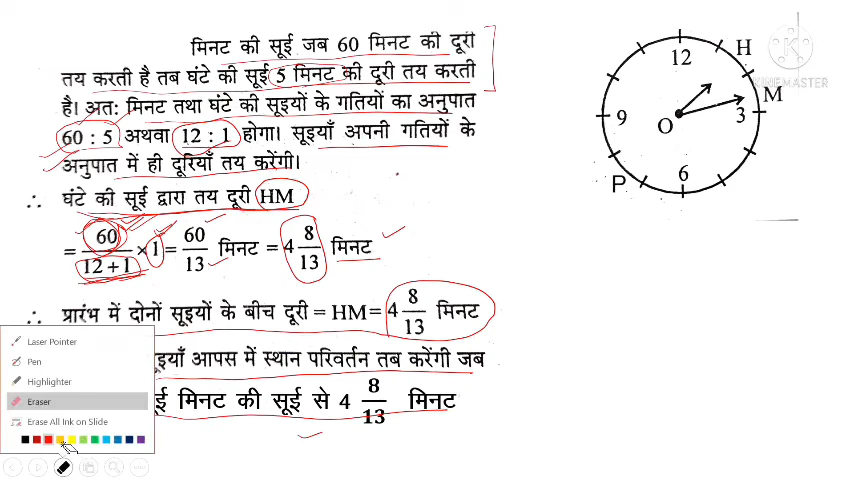 मिनट की सूई जब 60 मिनट की दूरी
तय करती है तब घंटे की सूई 5 मिनट की दूरी तय करती
है। अतः मिनट तथा घंटे की सूइयों के गतियों का अनुपात
60 : 5 अथवा 12 : 1 होगा। सूइयाँ अपनी गतियों के
अनुपात में ही दूरियाँ तय करेंगी।
∴ घंटे की सूई द्वारा तय दूरी HM
= 60/(12+1) × 1 = 60/13 मिनट = 4 8/13 मिनट
∴ प्रारंभ में दोनों सूइयों के बीच दूरी = HM = 4 8/13 मिनट
इयाँ आपस में स्थान परिवर्तन तब करेंगी जब
ई मिनट की सूई से 4 8/13 मिनट
12
H
M
3
O
9
6
P
K
KINEMASTER
Laser Pointer
Pen
Highlighter
Eraser
Erase All Ink on Slide